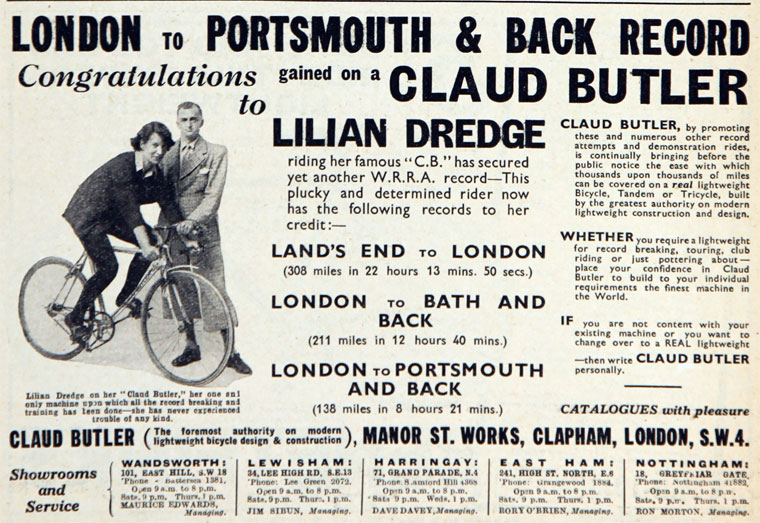 LONDON TO PORTSMOUTH & BACK RECORD
Congratulations gained on a CLAUD BUTLER
to
LILIAN DREDGE
riding her famous "C.B." has secured
yet another W.R.R.A. record—This
plucky and determined rider now
has the following records to her
credit:—
LAND'S END TO LONDON
(308 miles in 22 hours 13 mins. 50 secs.)
LONDON TO BATH AND
BACK
(211 miles in 12 hours 40 mins.)
LONDON TO PORTSMOUTH
AND BACK
(138 miles in 8 hours 21 mins.)
CLAUD BUTLER, by promoting
these and numerous other record
attempts and demonstration rides,
is continually bringing before the
public notice the ease with which
thousands upon thousands of miles
can be covered on a real lightweight
Bicycle, Tandem or Tricycle, built
by the greatest authority on modern
lightweight construction and design.
WHETHER you require a lightweight
for record breaking, touring, club
riding or just pottering about—
place your confidence in Claud
Butler to build to your individual
requirements the finest machine in
the World.
IF you are not content with your
existing machine or you want to
change over to a REAL lightweight
—then write CLAUD BUTLER
personally.
CATALOGUES with pleasure
Lilian Dredge on her "Claud Butler," her one and
only machine upon which all the record breaking and
training has been done—she has never experienced
trouble of any kind.
CLAUD BUTLER (The foremost authority on modern
lightweight bicycle design & construction), MANOR ST. WORKS, CLAPHAM, LONDON, S.W.4.
Showrooms
and
Service
WANDSWORTH:
101, EAST HILL, S.W 18
'Phone: Battersea 1381.
Open 9 a.m. to 8 p.m.
Sats. 9 p.m. Thurs. 1 p.m.
MAURICE EDWARDS,
Managing.
LEWISHAM:
34, LEE HIGH RD. S.E.13
'Phone: Lee Green 2072.
Open 9 a.m. to 8 p.m.
Sats. 9 p.m. Thurs. 1 p.m.
JIM SIBUN, Managing.
HARRINGAY:
71, GRAND PARADE, N.4
'Phone: Stamford Hill 4368
Open 9 a.m. to 8 p.m.
Sats 9 p.m. Weds. 1 p.m.
DAVE DAVEY, Managing.
EAST HAM:
241, HIGH ST. NORTH, E.6
'Phone: Grangewood 1884.
Open 9 a.m. to 8 p.m.
Sats. 9 p.m. Thurs. 1 p.m.
RORY O'BRIEN, Managing.
NOTTINGHAM:
18, GREYFRIAR GATE,
'Phone: Nottingham 41882,
Open 9 a.m. to 8 p.m.
Sats. 9 p.m. Thurs. 1 p.m.
RON MORTON, Managing.